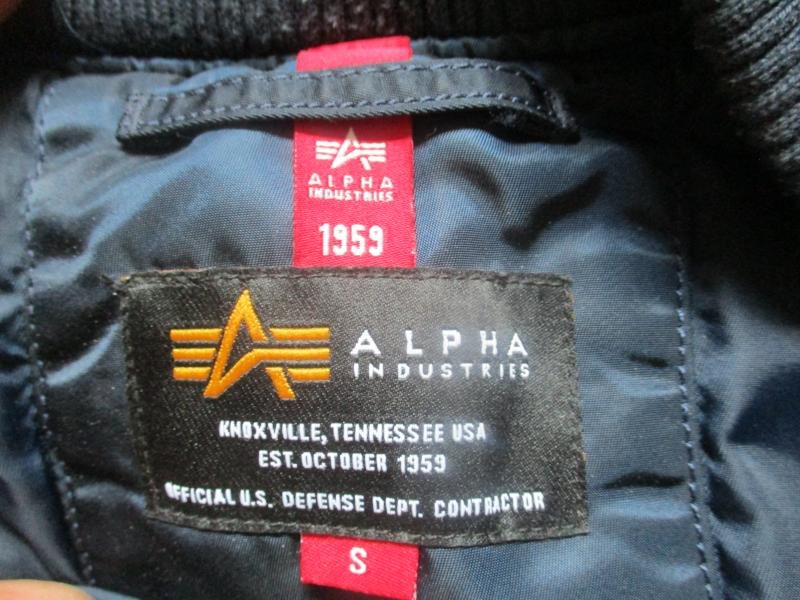 ALPHA
INDUSTRIES
1959
ALPHA
INDUSTRIES
KNOXVILLE, TENNESSEE USA
EST. OCTOBER 1959
OFFICIAL U.S. DEFENSE DEPT. CONTRACTOR
S